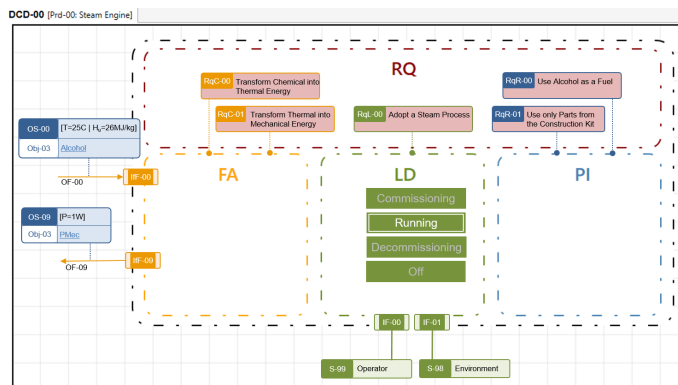 DCD-00 [Prd-00: Steam Engine]
RQ
RqC-00 Transform Chemical into
Thermal Energy
RqR-00 Use Alcohol as a Fuel
RqC-01 Transform Thermal into
Mechanical Energy
RqL-00 Adopt a Steam Process
RqR-01 Use only Parts from
the Construction Kit
OS-00 [T=25C | Hᵤ=26MJ/kg]
Obj-03 Alcohol
OF-00
IfF-00
FA
LD
PI
Commissioning
Running
Decommissioning
Off
OS-09 [P=1W]
Obj-03 PMec
OF-09
IfF-09
IF-00
IF-01
S-99 Operator
S-98 Environment